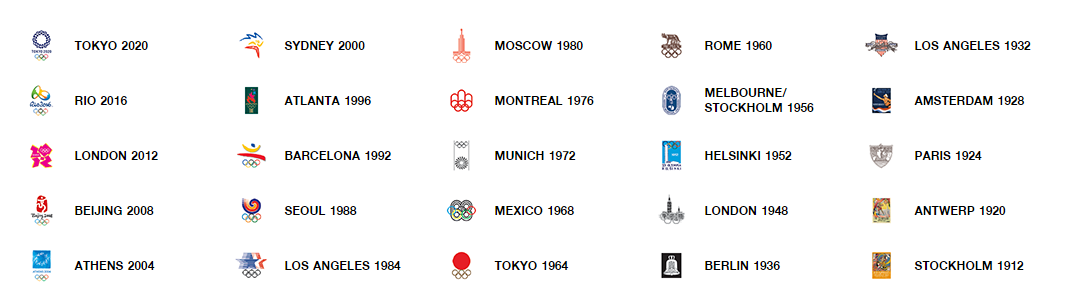 TOKYO 2020
RIO 2016
LONDON 2012
BEIJING 2008
ATHENS 2004
SYDNEY 2000
ATLANTA 1996
BARCELONA 1992
SEOUL 1988
LOS ANGELES 1984
MOSCOW 1980
MONTREAL 1976
MUNICH 1972
MEXICO 1968
TOKYO 1964
ROME 1960
MELBOURNE/
STOCKHOLM 1956
HELSINKI 1952
LONDON 1948
BERLIN 1936
LOS ANGELES 1932
AMSTERDAM 1928
PARIS 1924
ANTWERP 1920
STOCKHOLM 1912